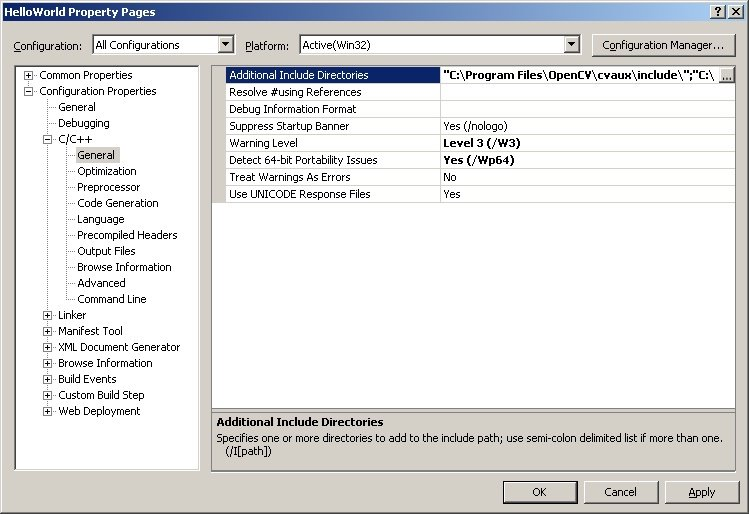 HelloWorld Property Pages
Configuration: All Configurations Platform: Active(Win32) Configuration Manager...
Common Properties
Configuration Properties
General
Debugging
C/C++
General
Optimization
Preprocessor
Code Generation
Language
Precompiled Headers
Output Files
Browse Information
Advanced
Command Line
Linker
Manifest Tool
XML Document Generator
Browse Information
Build Events
Custom Build Step
Web Deployment
Additional Include Directories "C:\Program Files\OpenCV\cvaux\include\";"C:\ ...
Resolve #using References
Debug Information Format
Suppress Startup Banner Yes (/nologo)
Warning Level Level 3 (/W3)
Detect 64-bit Portability Issues Yes (/Wp64)
Treat Warnings As Errors No
Use UNICODE Response Files Yes
Additional Include Directories
Specifies one or more directories to add to the include path; use semi-colon delimited list if more than one.
(/I[path])
OK Cancel Apply